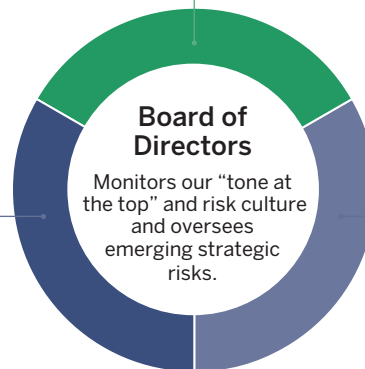 Board of
Directors
Monitors our “tone at
the top” and risk culture
and oversees
emerging strategic
risks.